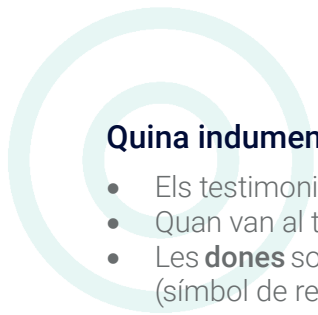 Quina indumen
• Els testimoni
• Quan van al t
• Les dones so
(símbol de re